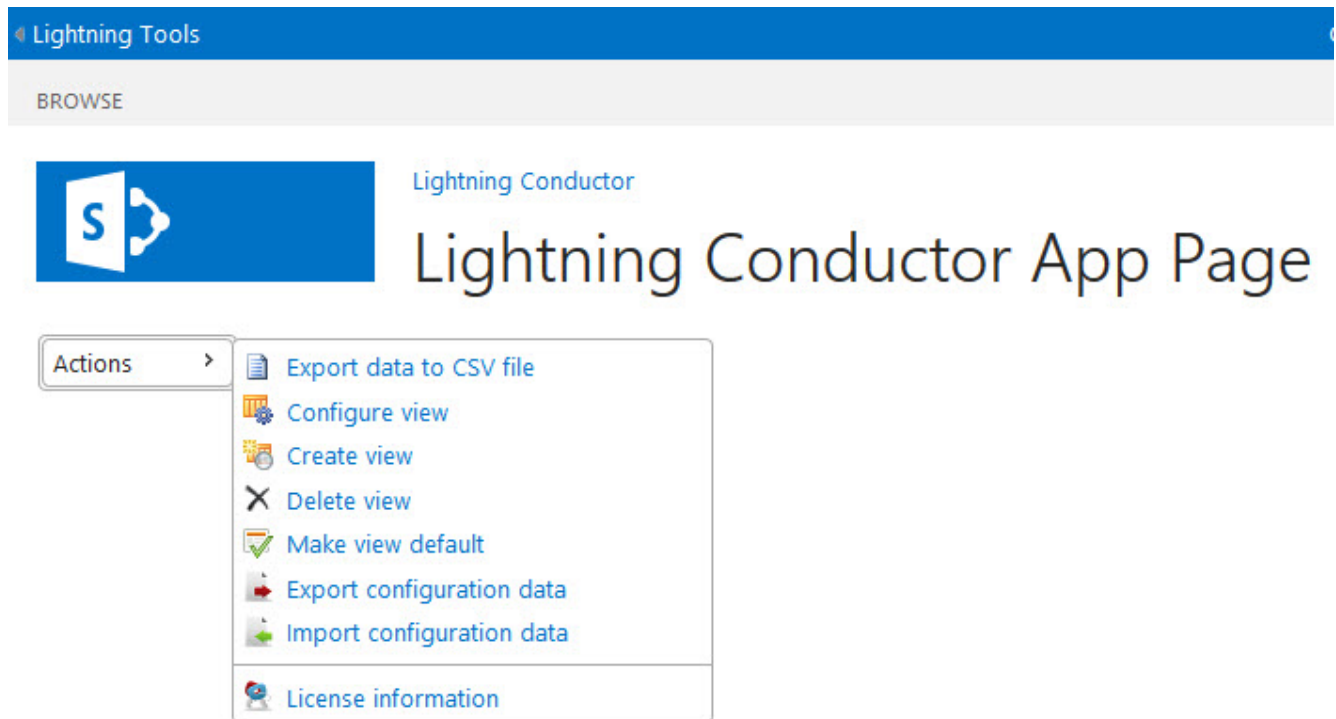 Lightning Tools
BROWSE
S
Lightning Conductor
Lightning Conductor App Page
Actions
Export data to CSV file
Configure view
Create view
Delete view
Make view default
Export configuration data
Import configuration data
License information